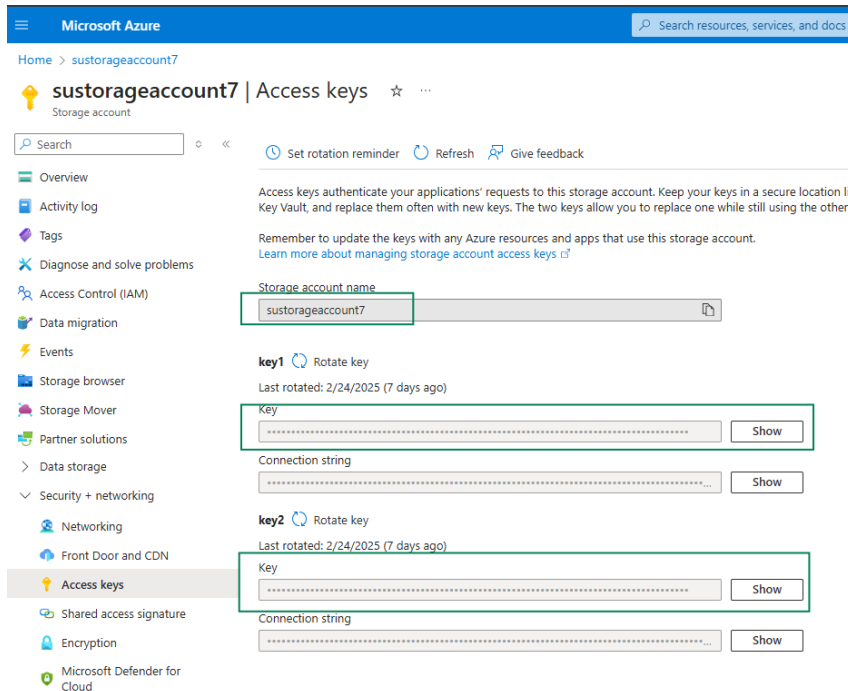 Microsoft Azure
Search resources, services, and docs
Home > sustorageaccount7
sustorageaccount7 | Access keys
Storage account
Search
Overview
Activity log
Tags
Diagnose and solve problems
Access Control (IAM)
Data migration
Events
Storage browser
Storage Mover
Partner solutions
Data storage
Security + networking
Networking
Front Door and CDN
Access keys
Shared access signature
Encryption
Microsoft Defender for
Cloud
Set rotation reminder Refresh Give feedback
Access keys authenticate your applications' requests to this storage account. Keep your keys in a secure location li
Key Vault, and replace them often with new keys. The two keys allow you to replace one while still using the other
Remember to update the keys with any Azure resources and apps that use this storage account.
Learn more about managing storage account access keys
Storage account name
sustorageaccount7
key1 Rotate key
Last rotated: 2/24/2025 (7 days ago)
Key
Show
Connection string
Show
key2 Rotate key
Last rotated: 2/24/2025 (7 days ago)
Key
Show
Connection string
Show